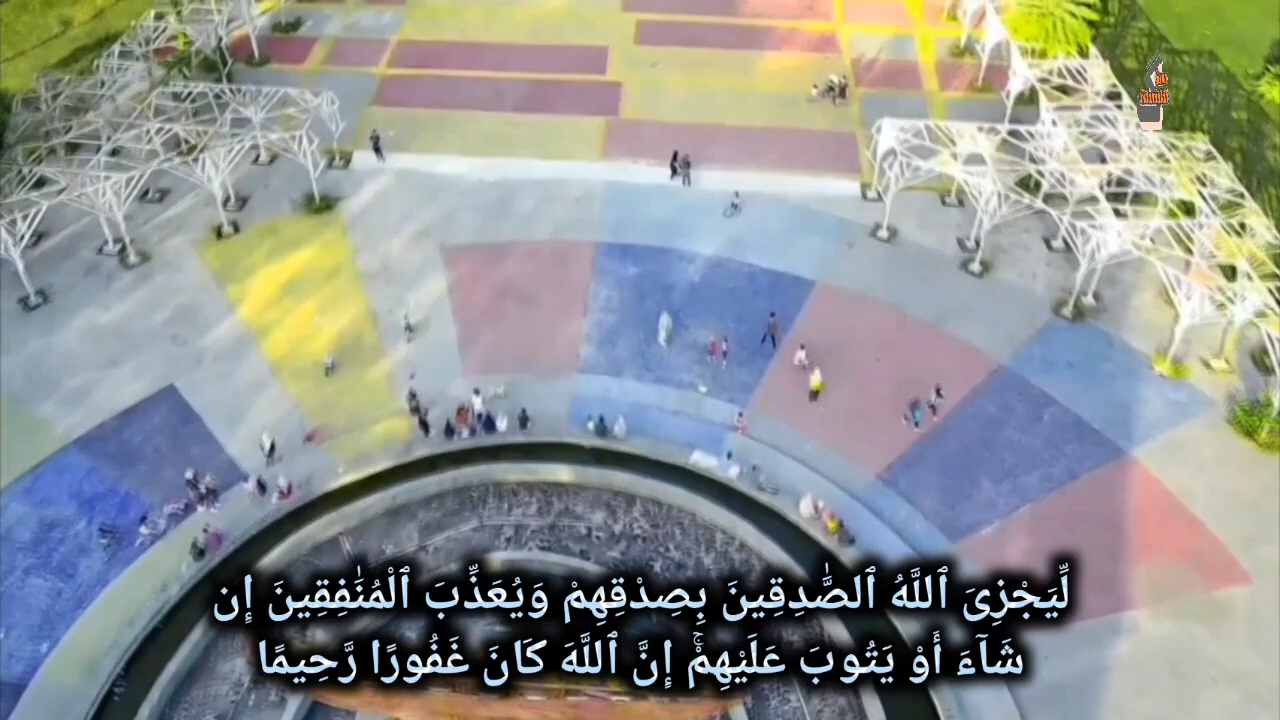 لِّيَجْزِىَ ٱللَّهُ ٱلصَّٰدِقِينَ بِصِدْقِهِمْ وَيُعَذِّبَ ٱلْمُنَٰفِقِينَ إِن
شَآءَ أَوْ يَتُوبَ عَلَيْهِمْ ۚ إِنَّ ٱللَّهَ كَانَ غَفُورًا رَّحِيمًا